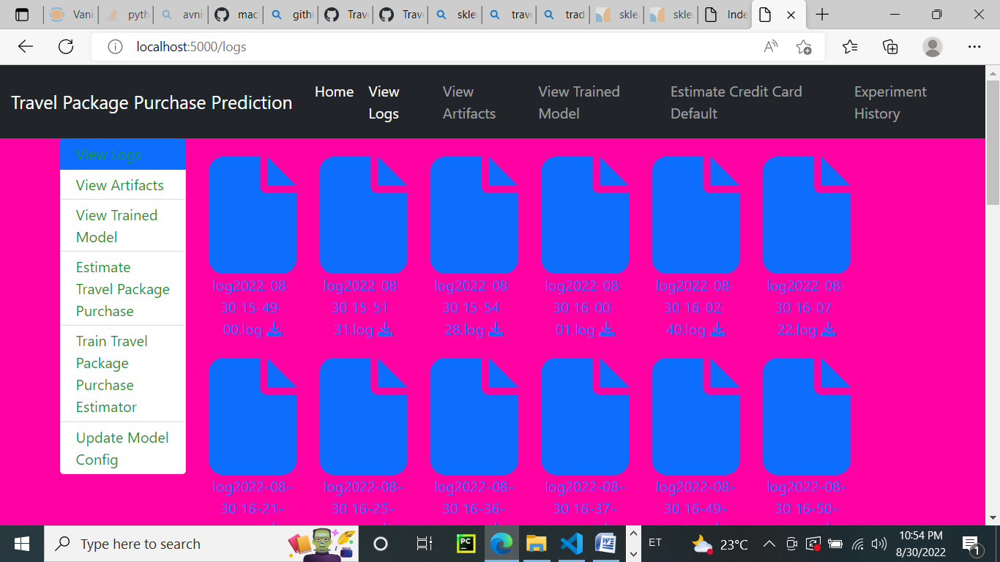 Vani
pyth
avnis
mac
gith
Trav
Trav
skle
trav
trad
skle
skle
Inde
localhost:5000/logs
Travel Package Purchase Prediction
Home
View
Logs
View
Artifacts
View Trained
Model
Estimate Credit Card
Default
Experiment
History
View Logs
View Artifacts
View Trained
Model
Estimate
Travel Package
Purchase
Train Travel
Package
Purchase
Estimator
Update Model
Config
log2022-08-
30 15-49-
00.log
log2022-08-
30 15-51-
31.log
log2022-08-
30 15-54-
28.log
log2022-08-
30 16-00-
01.log
log2022-08-
30 16-02-
40.log
log2022-08-
30 16-07-
22.log
log2022-08-
30 16-21-
log2022-08-
30 16-25-
log2022-08-
30 16-36-
log2022-08-
30 16-37-
log2022-08-
30 16-49-
log2022-08-
30 16-50-
Type here to search
PC
ET
23°C
10:54 PM
8/30/2022
1